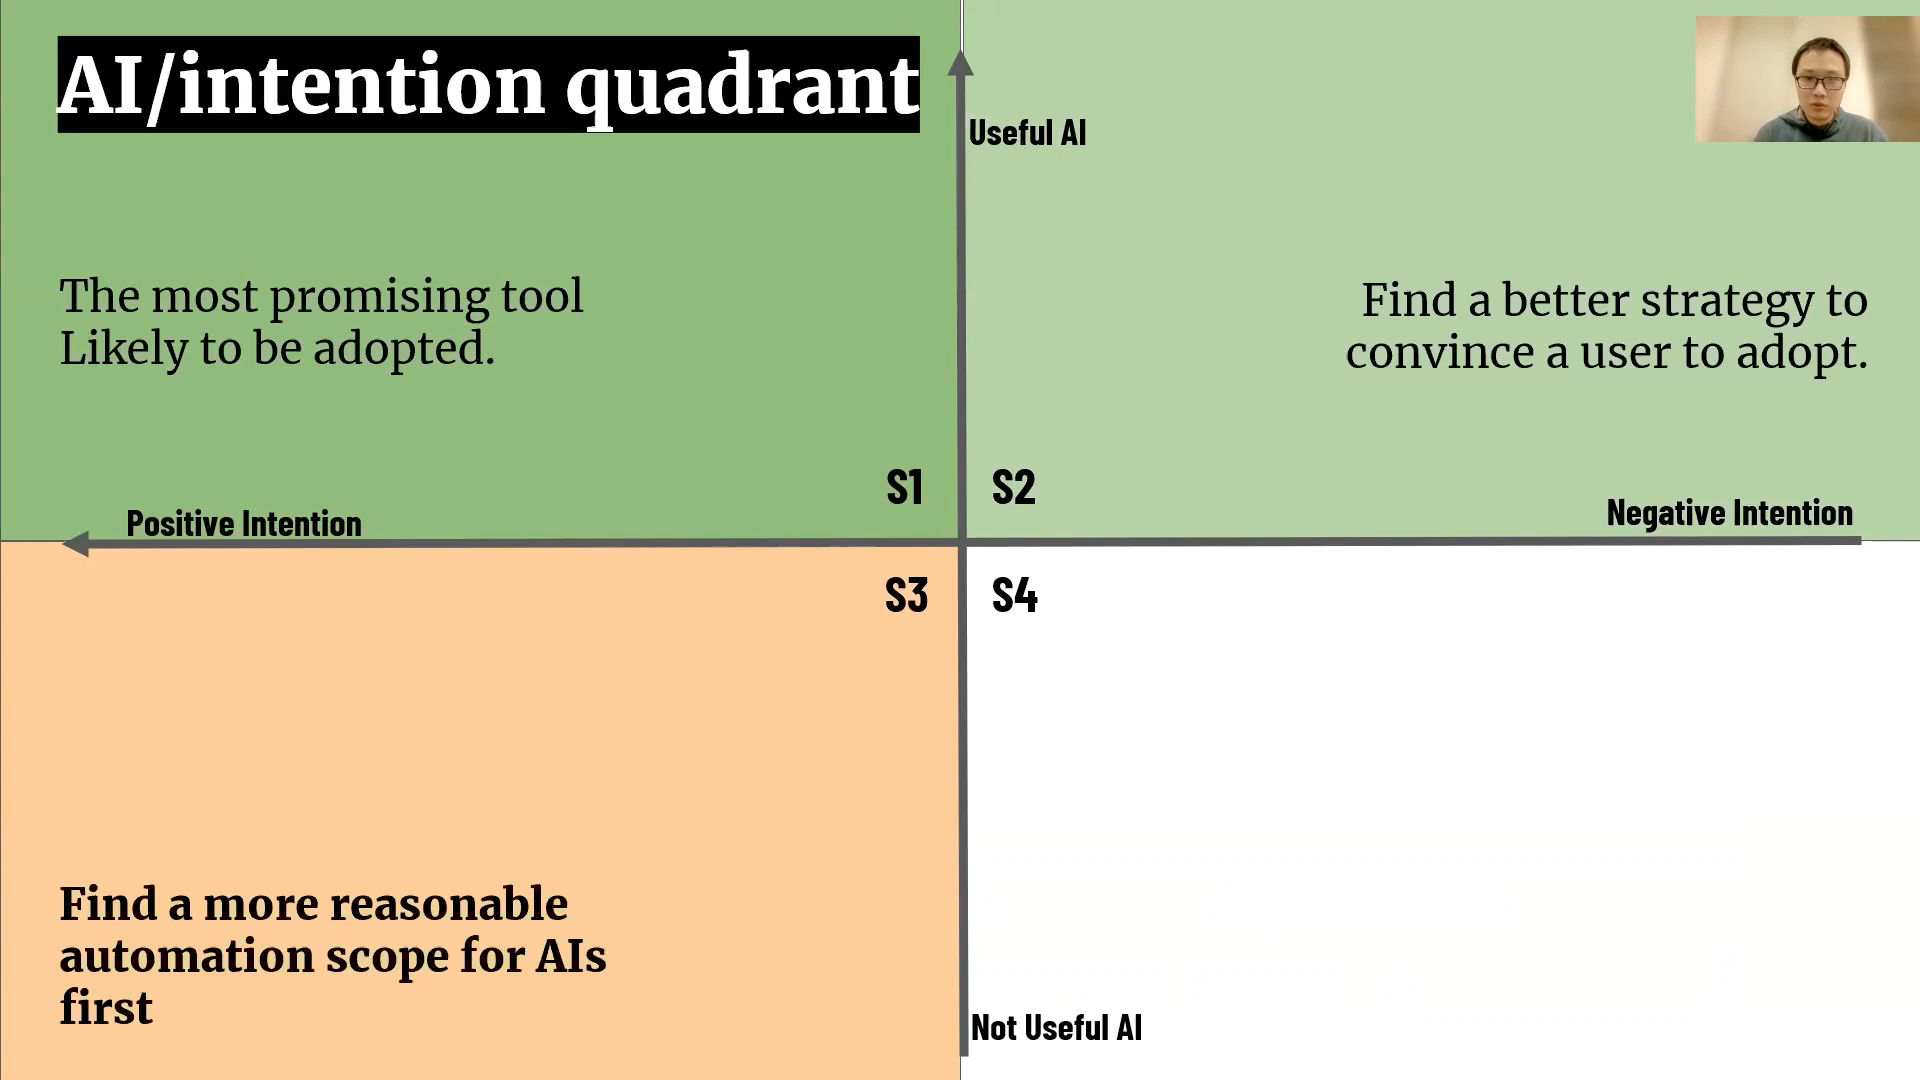 AI/intention quadrant
Useful AI
The most promising tool
Likely to be adopted.
Find a better strategy to
convince a user to adopt.
S1
S2
Positive Intention
Negative Intention
S3
S4
Find a more reasonable
automation scope for AIs
first
Not Useful AI